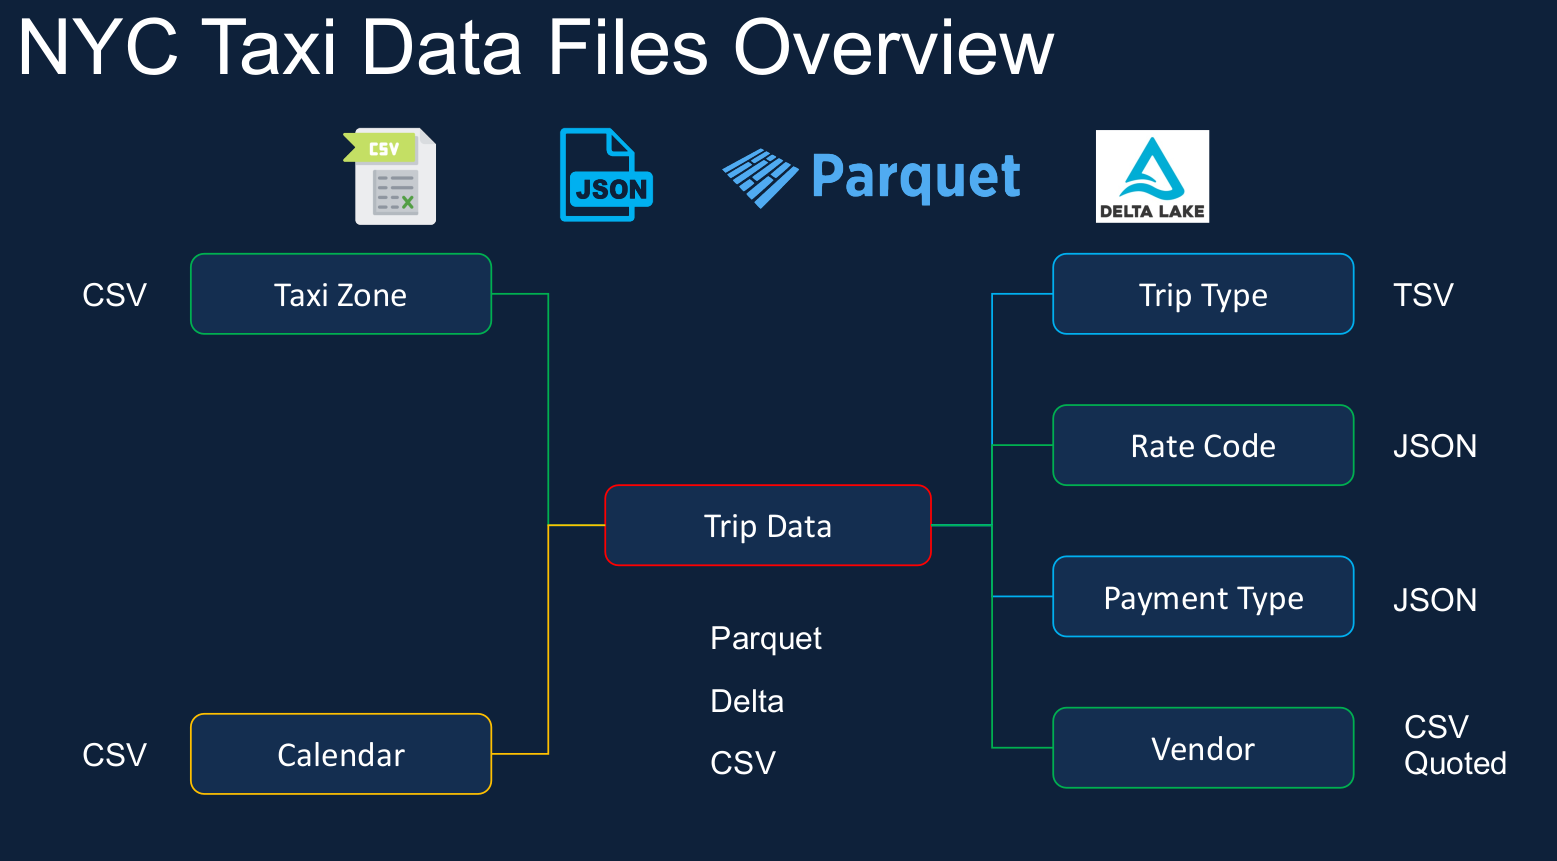 NYC Taxi Data Files Overview
CSV
JSON
Parquet
DELTA LAKE
CSV
Taxi Zone
Trip Type
TSV
Rate Code
JSON
Trip Data
Payment Type
JSON
Parquet
Delta
CSV
CSV
Calendar
Vendor
CSV
Quoted